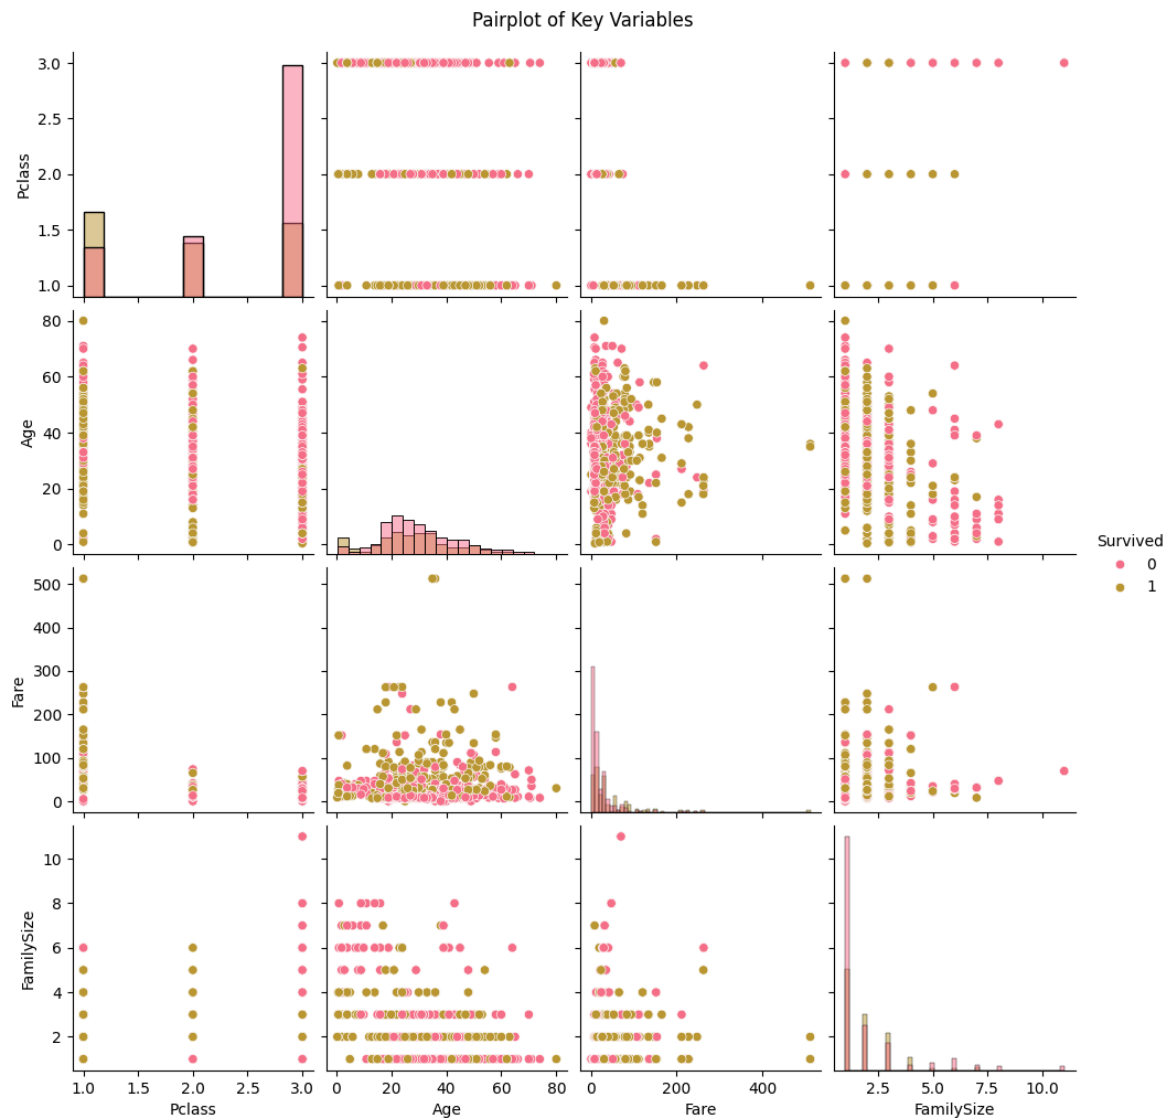 Pairplot of Key Variables
3.0
2.5
2.0
1.5
1.0
Pclass
80
60
40
20
0
Age
500
400
300
200
100
0
Fare
10
8
6
4
2
FamilySize
1.0 1.5 2.0 2.5 3.0
Pclass
0 20 40 60 80
Age
0 200 400
Fare
2.5 5.0 7.5 10.0
FamilySize
Survived
0
1